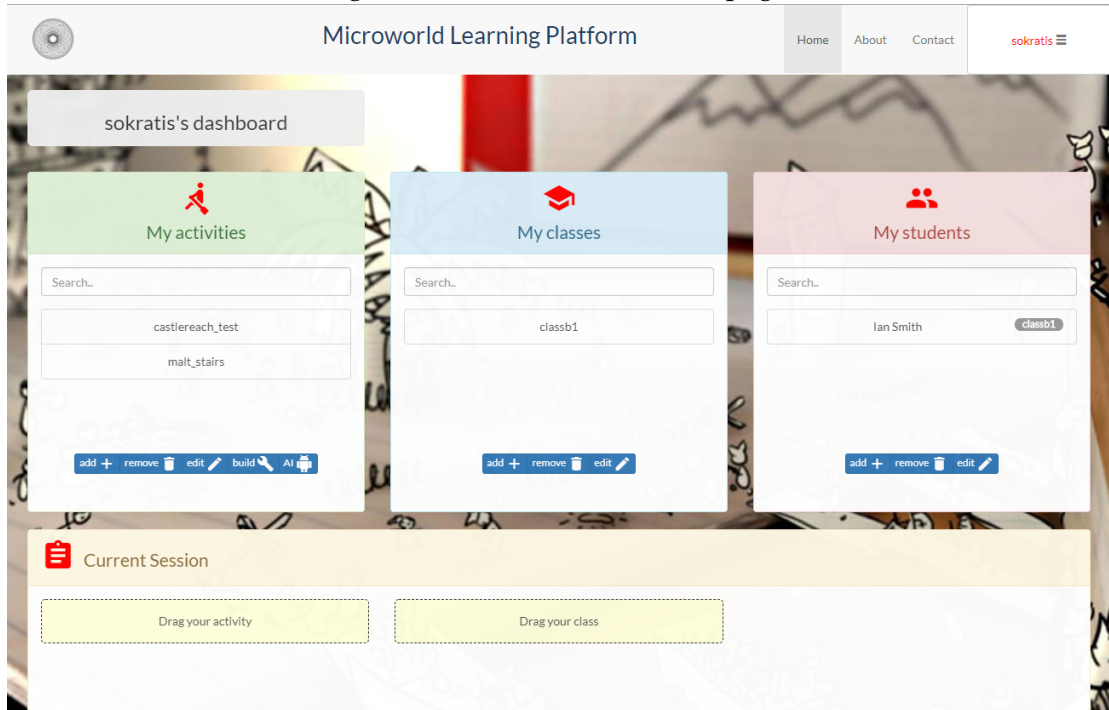 Microworld Learning Platform
Home About Contact sokratis
sokratis's dashboard
My activities
Search..
castlereach_test
malt_stairs
add remove edit build AI
My classes
Search..
classb1
add remove edit
My students
Search..
Ian Smith classb1
add remove edit
Current Session
Drag your activity
Drag your class